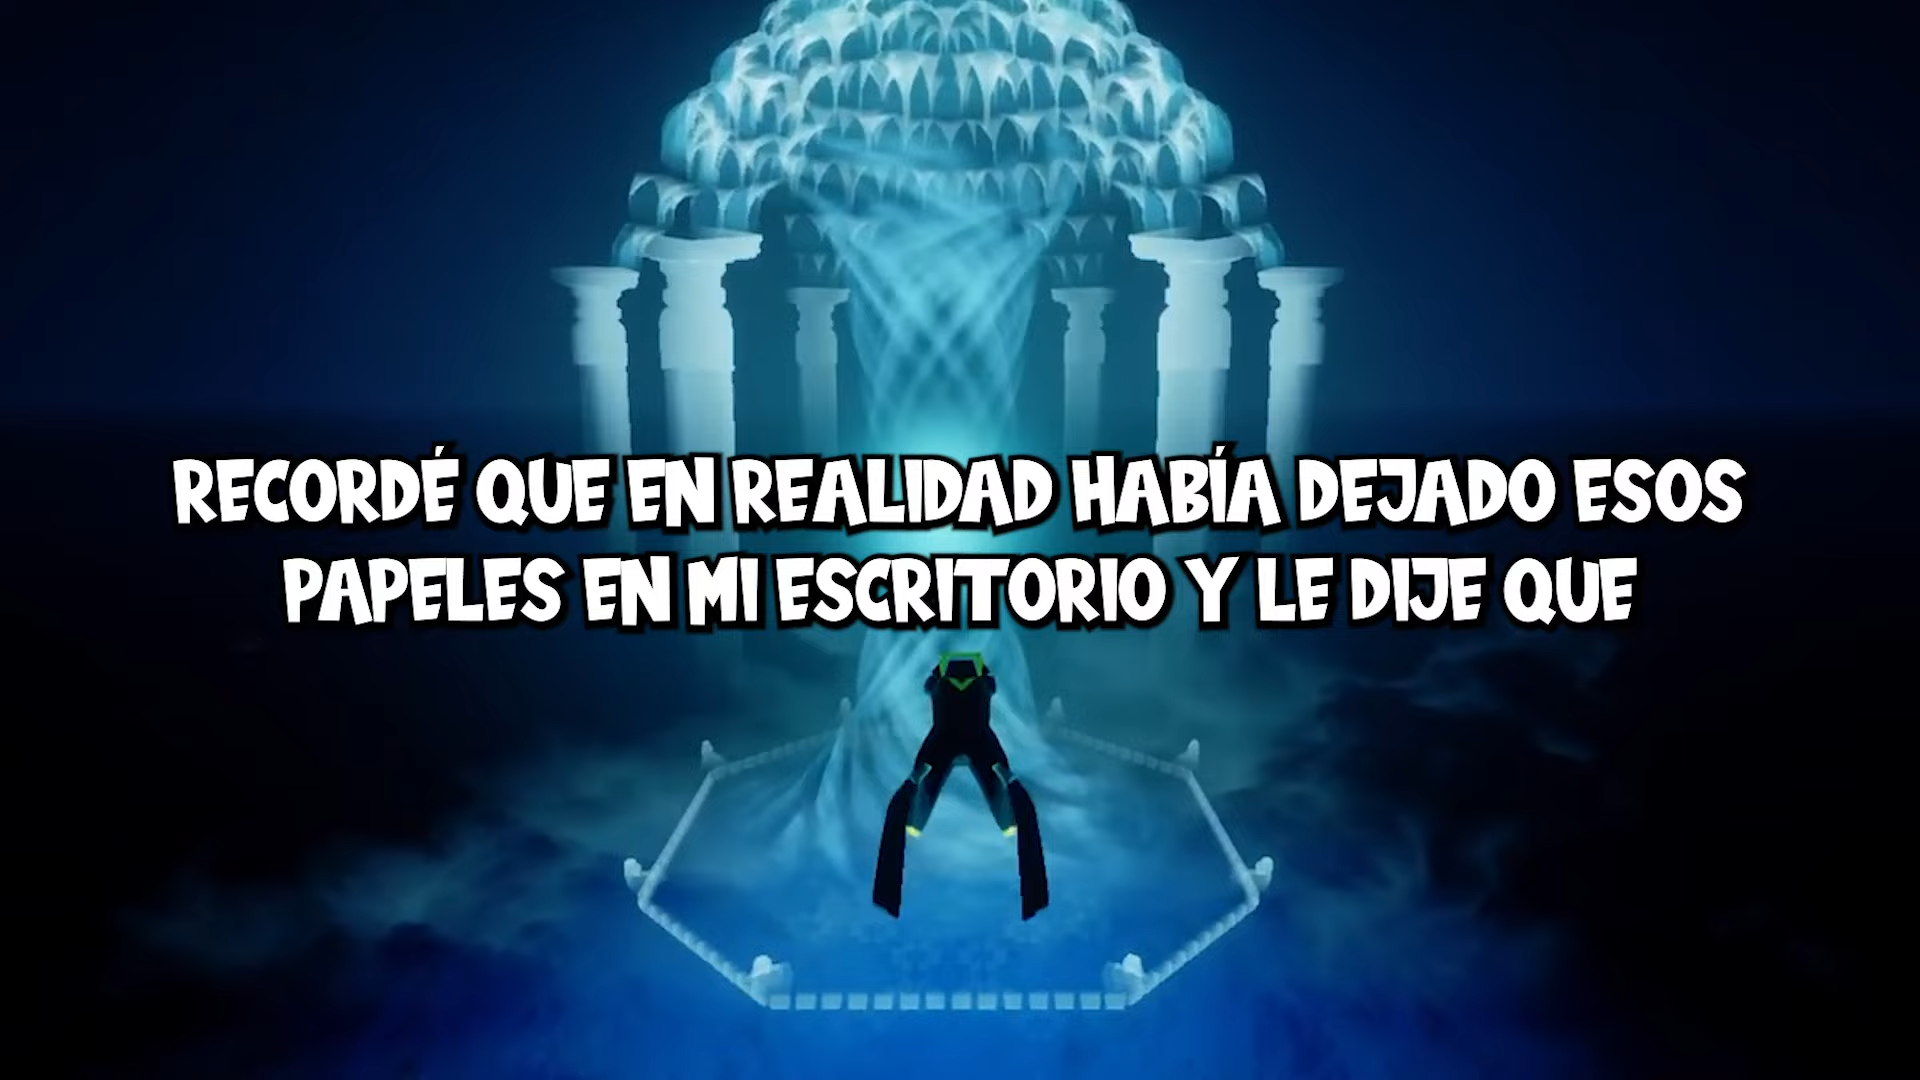 RECORDÉ QUE EN REALIDAD HABÍA DEJADO ESOS
PAPELES EN MI ESCRITORIO Y LE DIJE QUE